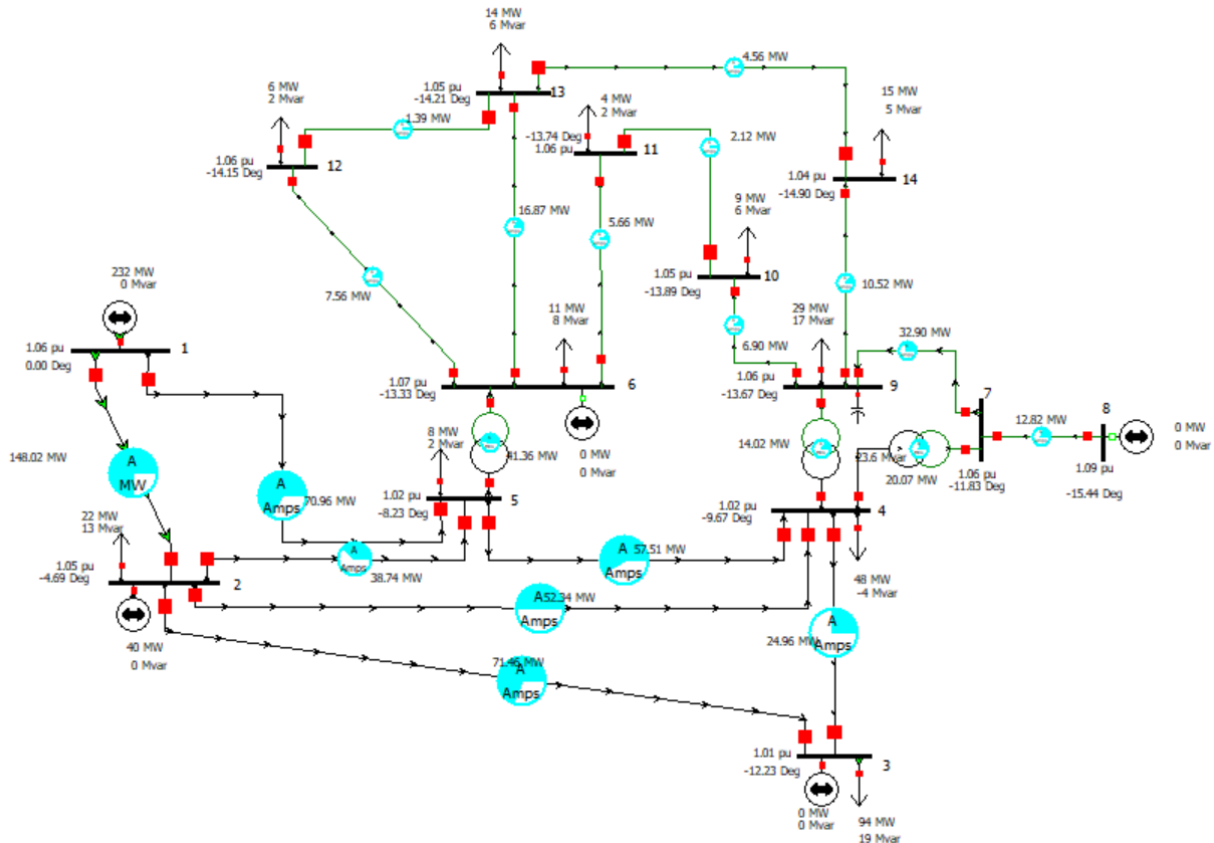 14 MW
6 Mvar
4.56 MW
1.05 pu
-14.21 Deg
13
6 MW
2 Mvar
1.39 MW
4 MW
2 Mvar
15 MW
5 Mvar
-13.74 Deg
1.06 pu
11
2.12 MW
1.06 pu
-14.15 Deg
12
1.04 pu
-14.90 Deg
14
9 MW
6 Mvar
16.87 MW
5.66 MW
1.05 pu
-13.89 Deg
10
232 MW
0 Mvar
7.56 MW
10.52 MW
11 MW
8 Mvar
29 MW
17 Mvar
32.90 MW
6.90 MW
1.06 pu
0.00 Deg
1
1.07 pu
-13.33 Deg
6
1.06 pu
-13.67 Deg
9
7
8
12.82 MW
0 MW
0 Mvar
8 MW
2 Mvar
41.36 MW
0 MW
0 Mvar
14.02 MW
23.6 Mvar
20.07 MW
1.06 pu
-11.83 Deg
1.09 pu
-15.44 Deg
148.02 MW
A
MW
A
Amps
70.96 MW
1.02 pu
-8.23 Deg
5
1.02 pu
-9.67 Deg
4
22 MW
13 Mvar
A
Amps
38.74 MW
A
Amps
57.51 MW
1.05 pu
-4.69 Deg
2
48 MW
-4 Mvar
A
52.34 MW
Amps
40 MW
0 Mvar
A
Amps
24.96 MW
71.46 MW
A
Amps
1.01 pu
-12.23 Deg
3
0 MW
0 Mvar
94 MW
19 Mvar